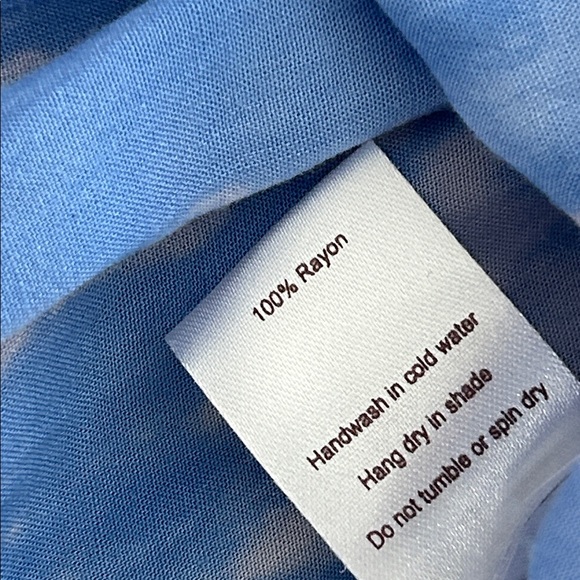 100% Rayon
Handwash in cold water
Hang dry in shade
Do not tumble or spin dry